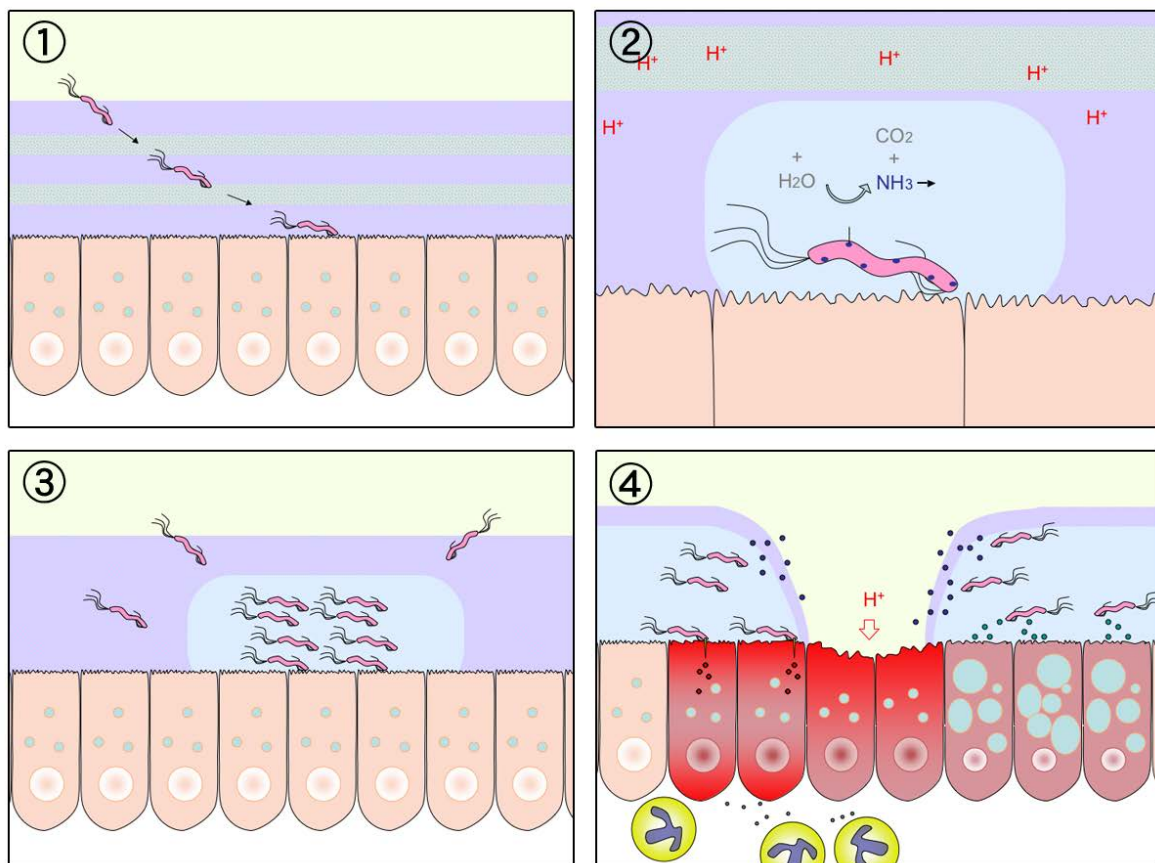 ①
②
H⁺ H⁺ H⁺ H⁺
H⁺ H⁺
CO₂
+ +
H₂O NH₃
③
④
H⁺